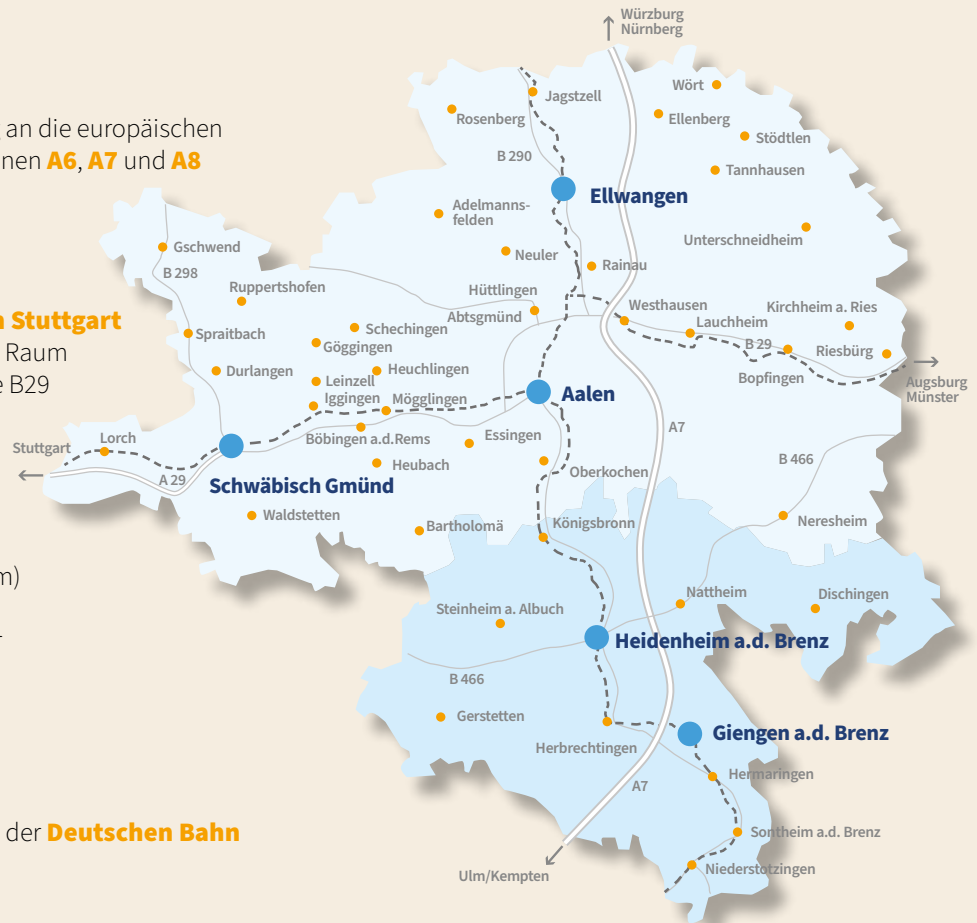 g an die europäischen
nen A6, A7 und A8
n Stuttgart
Raum
e B29
m)
der Deutschen Bahn
Würzburg
Nürnberg
Wört
Jagstzell
Rosenberg
Ellenberg
Stödtlen
B 290
Tannhausen
Ellwangen
Adelmanns-
felden
Unterschneidheim
Gschwend
Neuler
Rainau
B 298
Ruppertshofen
Hüttlingen
Abtsgmünd
Westhausen
Kirchheim a. Ries
Lauchheim
Spraitbach
Schechingen
Göggingen
B 29
Riesbürg
Durlangen
Heuchlingen
Leinzell
Bopfingen
Augsburg
Münster
Iggingen
Mögglingen
Aalen
A7
Stuttgart
Lorch
Böbingen a.d.Rems
Essingen
B 466
Heubach
Oberkochen
A 29
Schwäbisch Gmünd
Waldstetten
Bartholomä
Königsbronn
Neresheim
Nattheim
Dischingen
Steinheim a. Albuch
Heidenheim a.d. Brenz
B 466
Gerstetten
Giengen a.d. Brenz
Herbrechtingen
Hermaringen
A7
Sontheim a.d. Brenz
Niederstotzingen
Ulm/Kempten